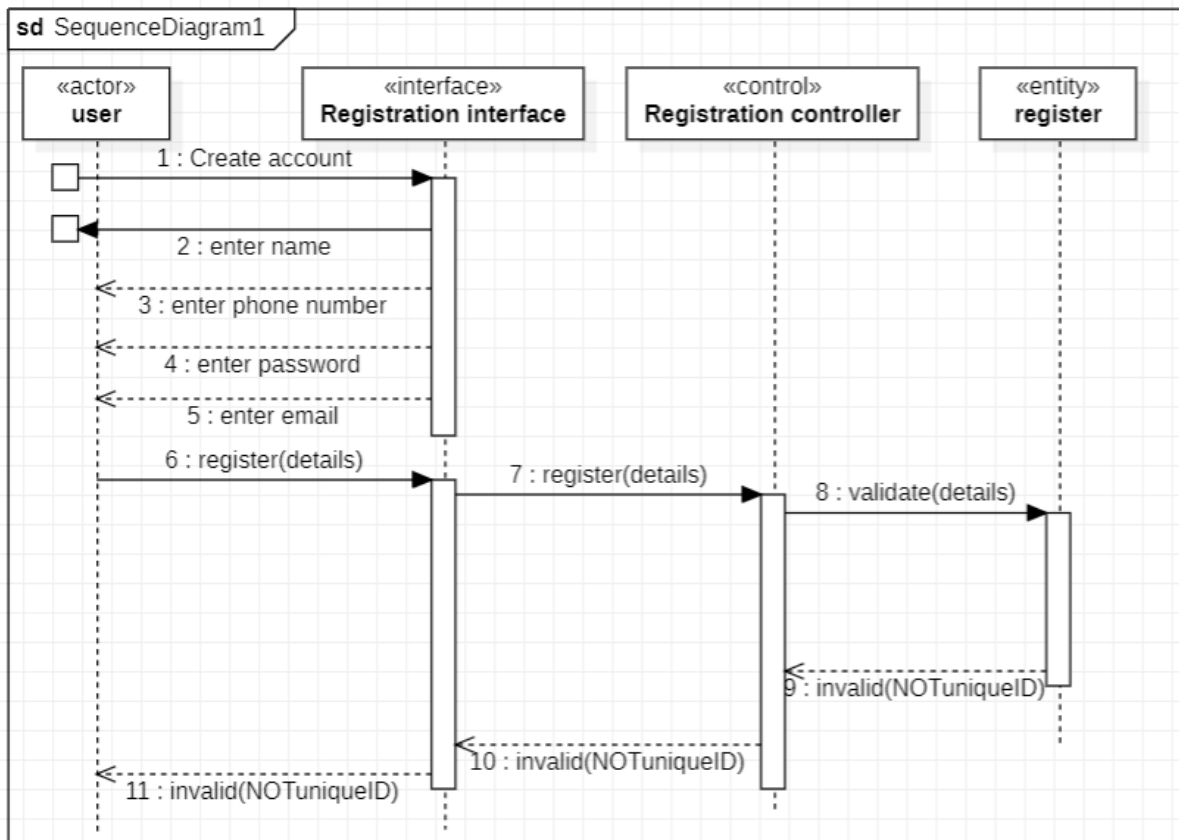 sd SequenceDiagram1
«actor»
user
«interface»
Registration interface
«control»
Registration controller
«entity»
register
1 : Create account
2 : enter name
3 : enter phone number
4 : enter password
5 : enter email
6 : register(details)
7 : register(details)
8 : validate(details)
9 : invalid(NOTuniqueID)
10 : invalid(NOTuniqueID)
11 : invalid(NOTuniqueID)